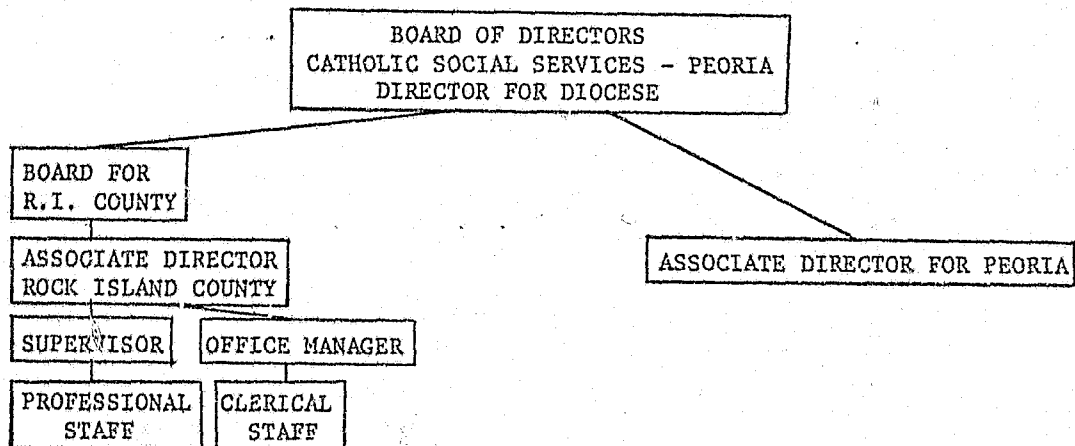 BOARD OF DIRECTORS
CATHOLIC SOCIAL SERVICES - PEORIA
DIRECTOR FOR DIOCESE
BOARD FOR
R.I. COUNTY
ASSOCIATE DIRECTOR
ROCK ISLAND COUNTY
ASSOCIATE DIRECTOR FOR PEORIA
SUPERVISOR
OFFICE MANAGER
PROFESSIONAL
STAFF
CLERICAL
STAFF